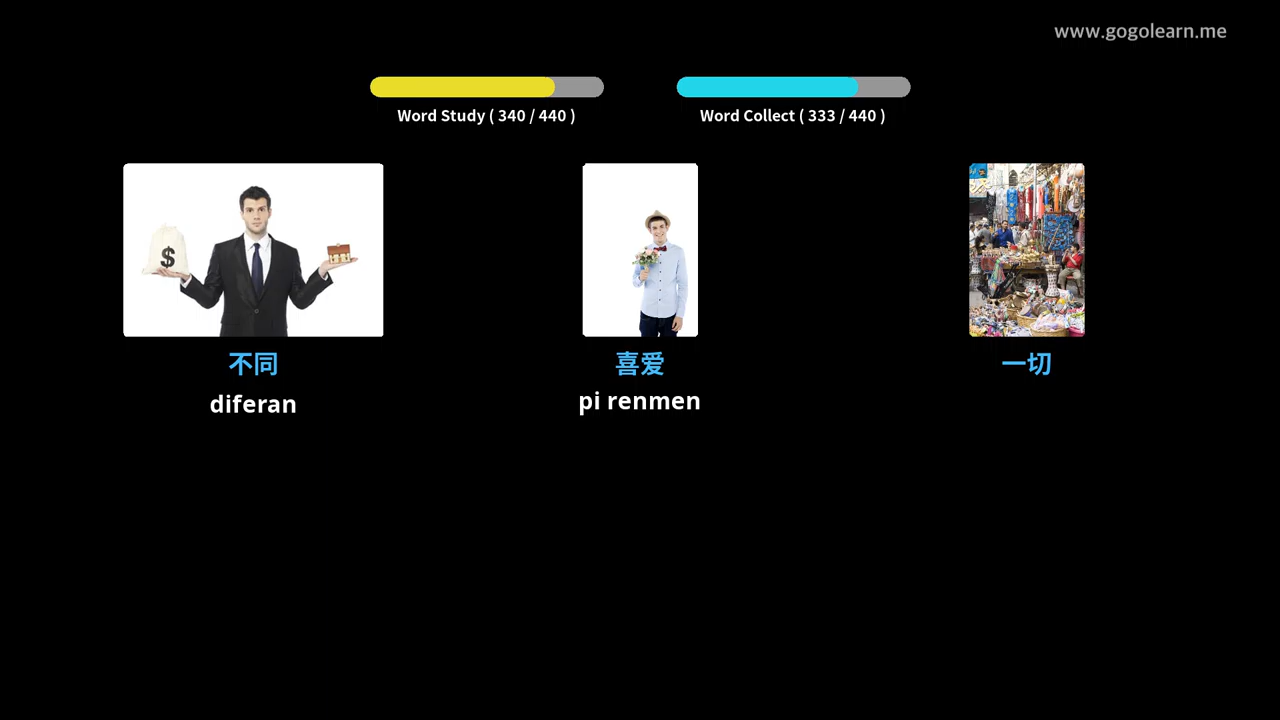 www.gogolearn.me
Word Study ( 340 / 440 )
Word Collect ( 333 / 440 )
$
不同
喜爱
一切
diferan
pi renmen